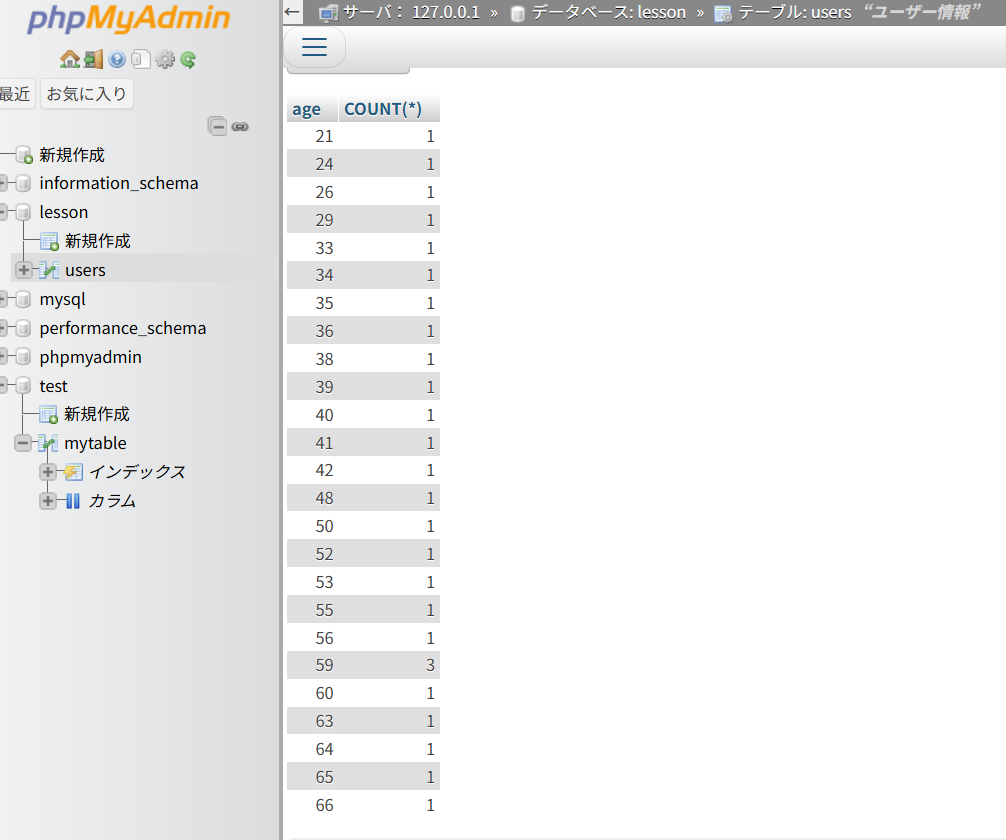 phpMyAdmin
最近 お気に入り
新規作成
information_schema
lesson
新規作成
users
mysql
performance_schema
phpmyadmin
test
新規作成
mytable
インデックス
カラム
サーバ: 127.0.0.1 » データベース: lesson » テーブル: users “ユーザー情報”
age COUNT(*)
21 1
24 1
26 1
29 1
33 1
34 1
35 1
36 1
38 1
39 1
40 1
41 1
42 1
48 1
50 1
52 1
53 1
55 1
56 1
59 3
60 1
63 1
64 1
65 1
66 1